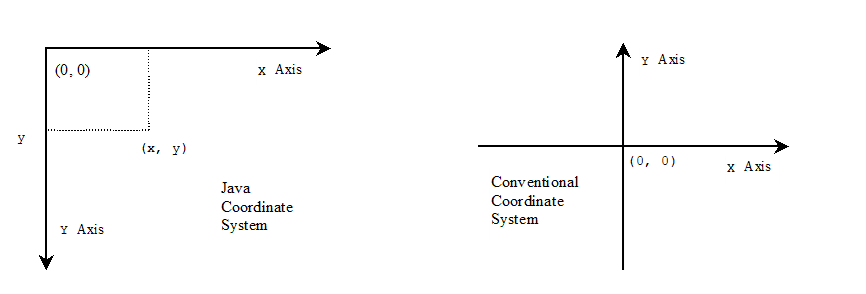 (0, 0)
X Axis
y
(x, y)
Java
Coordinate
System
Y Axis
Y Axis
(0, 0)
X Axis
Conventional
Coordinate
System